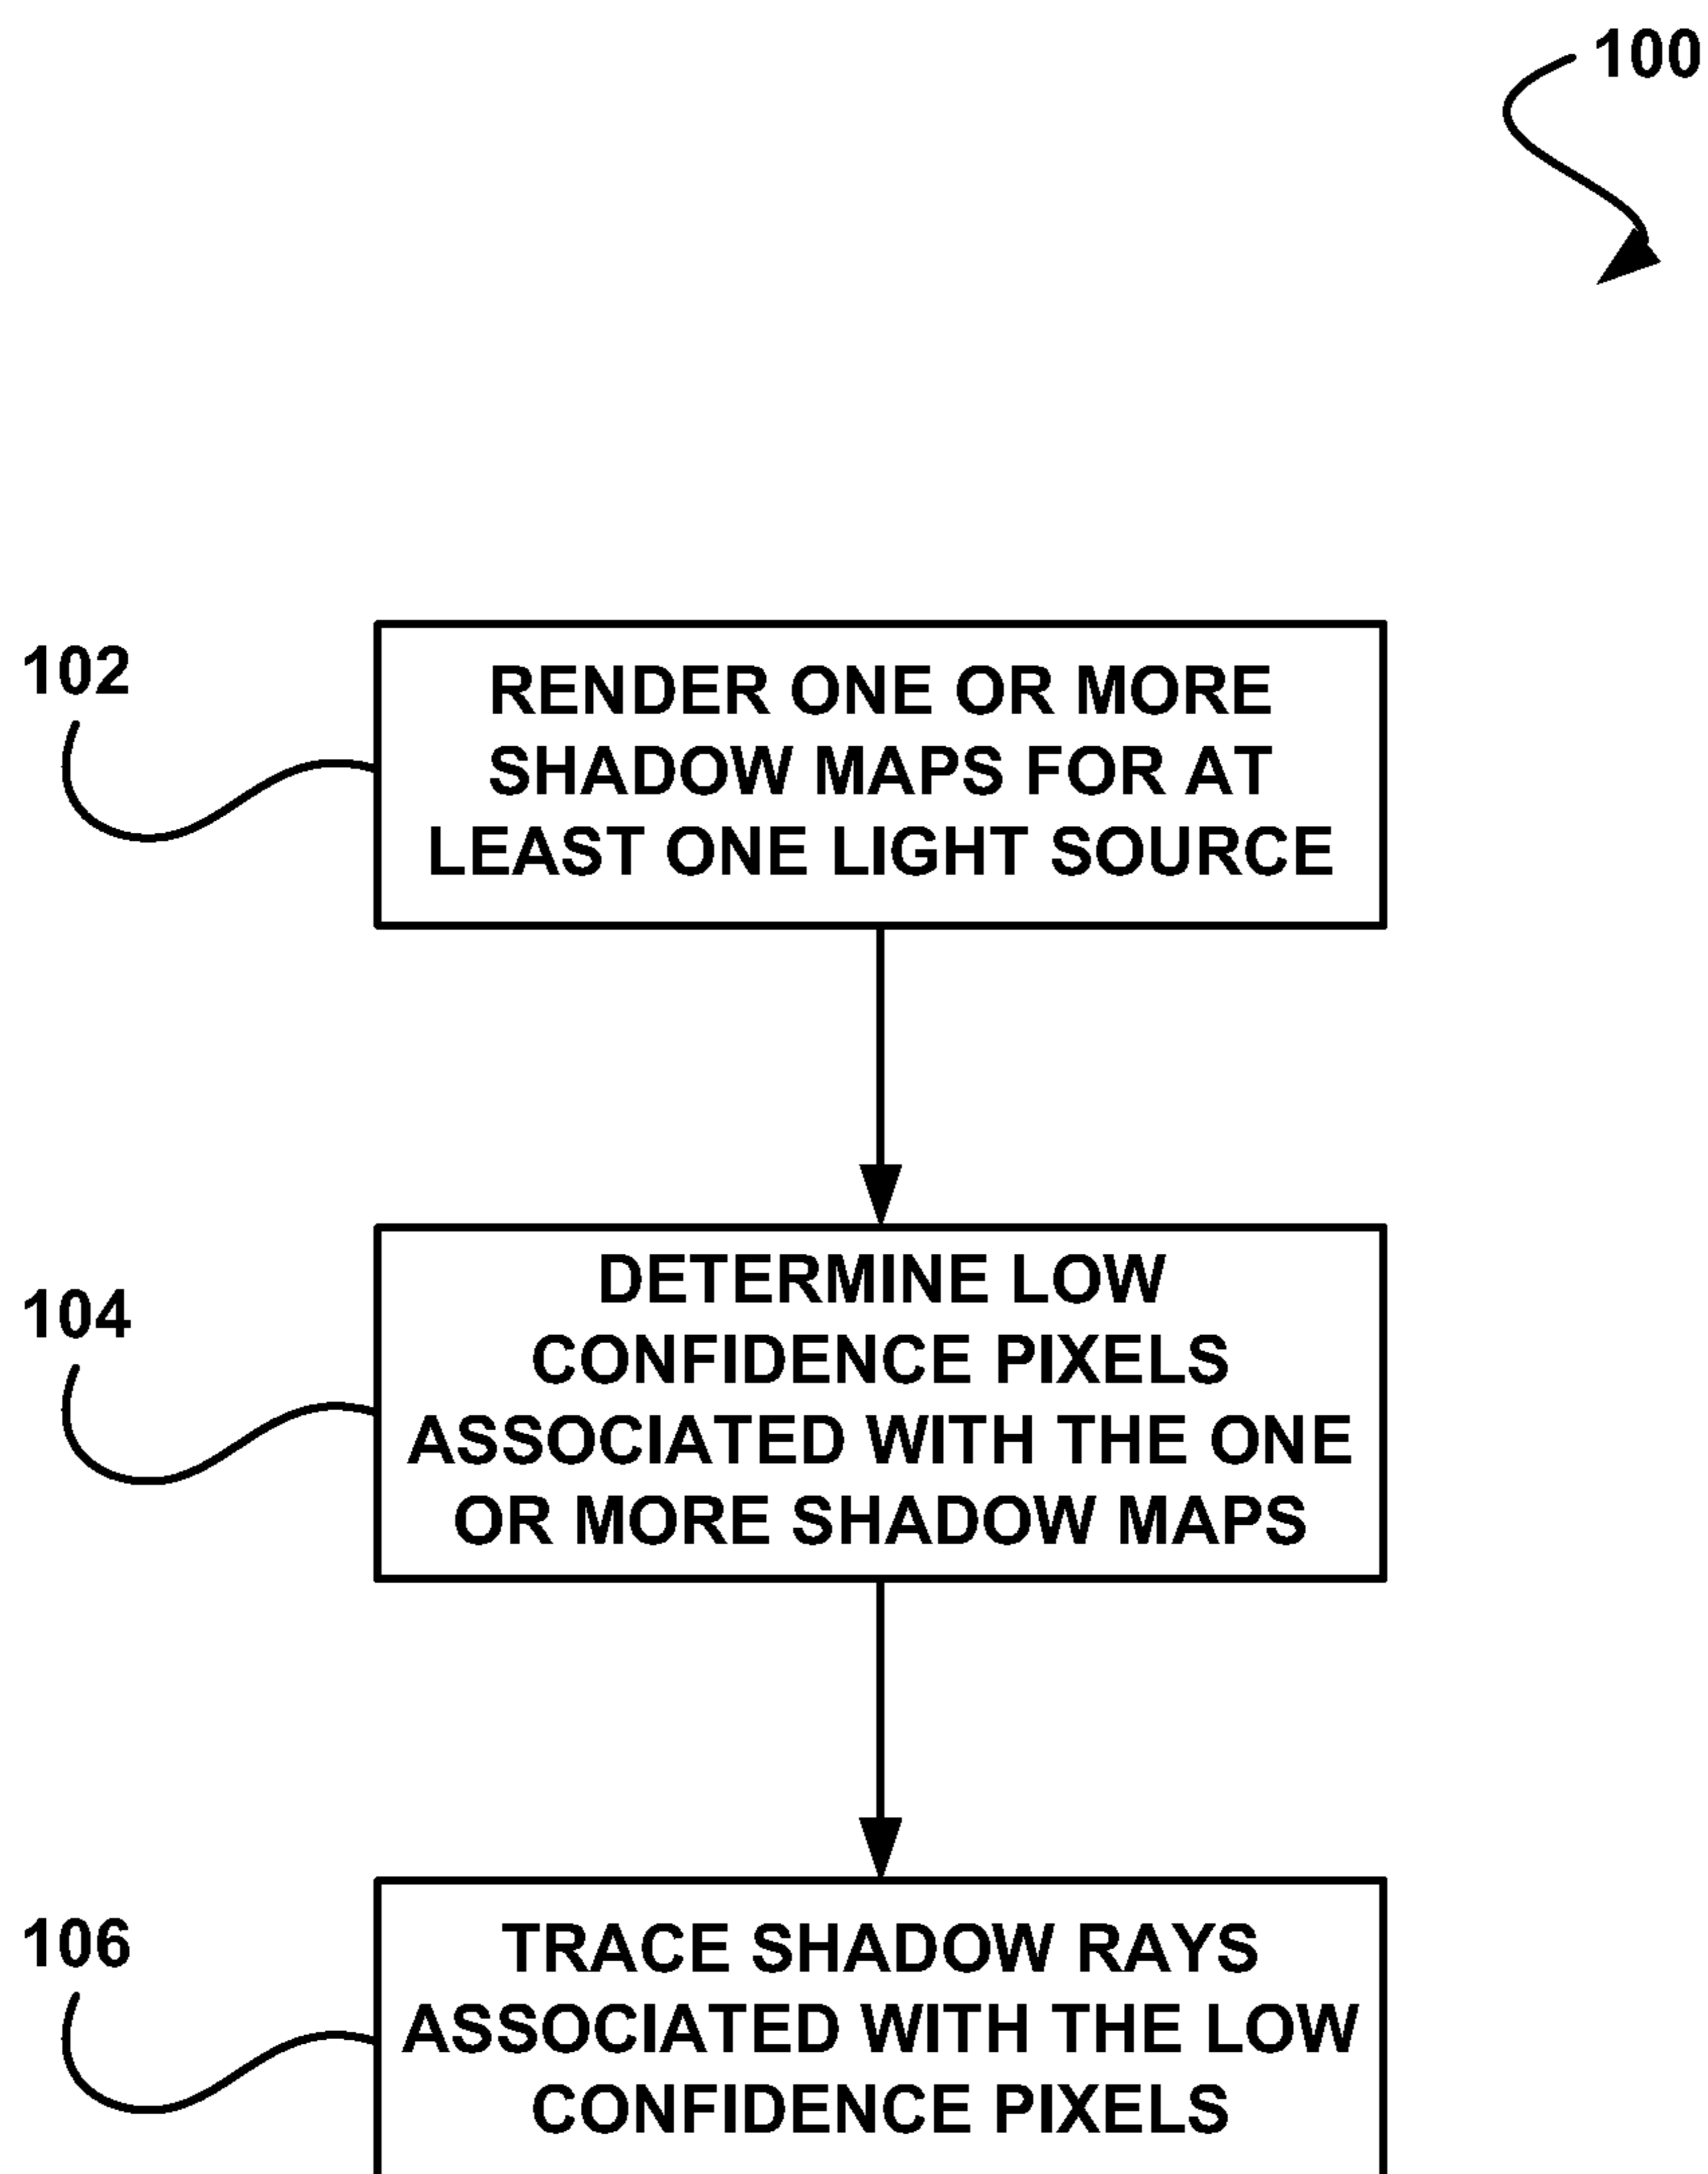 100
102
RENDER ONE OR MORE
SHADOW MAPS FOR AT
LEAST ONE LIGHT SOURCE
104
DETERMINE LOW
CONFIDENCE PIXELS
ASSOCIATED WITH THE ONE
OR MORE SHADOW MAPS
106
TRACE SHADOW RAYS
ASSOCIATED WITH THE LOW
CONFIDENCE PIXELS